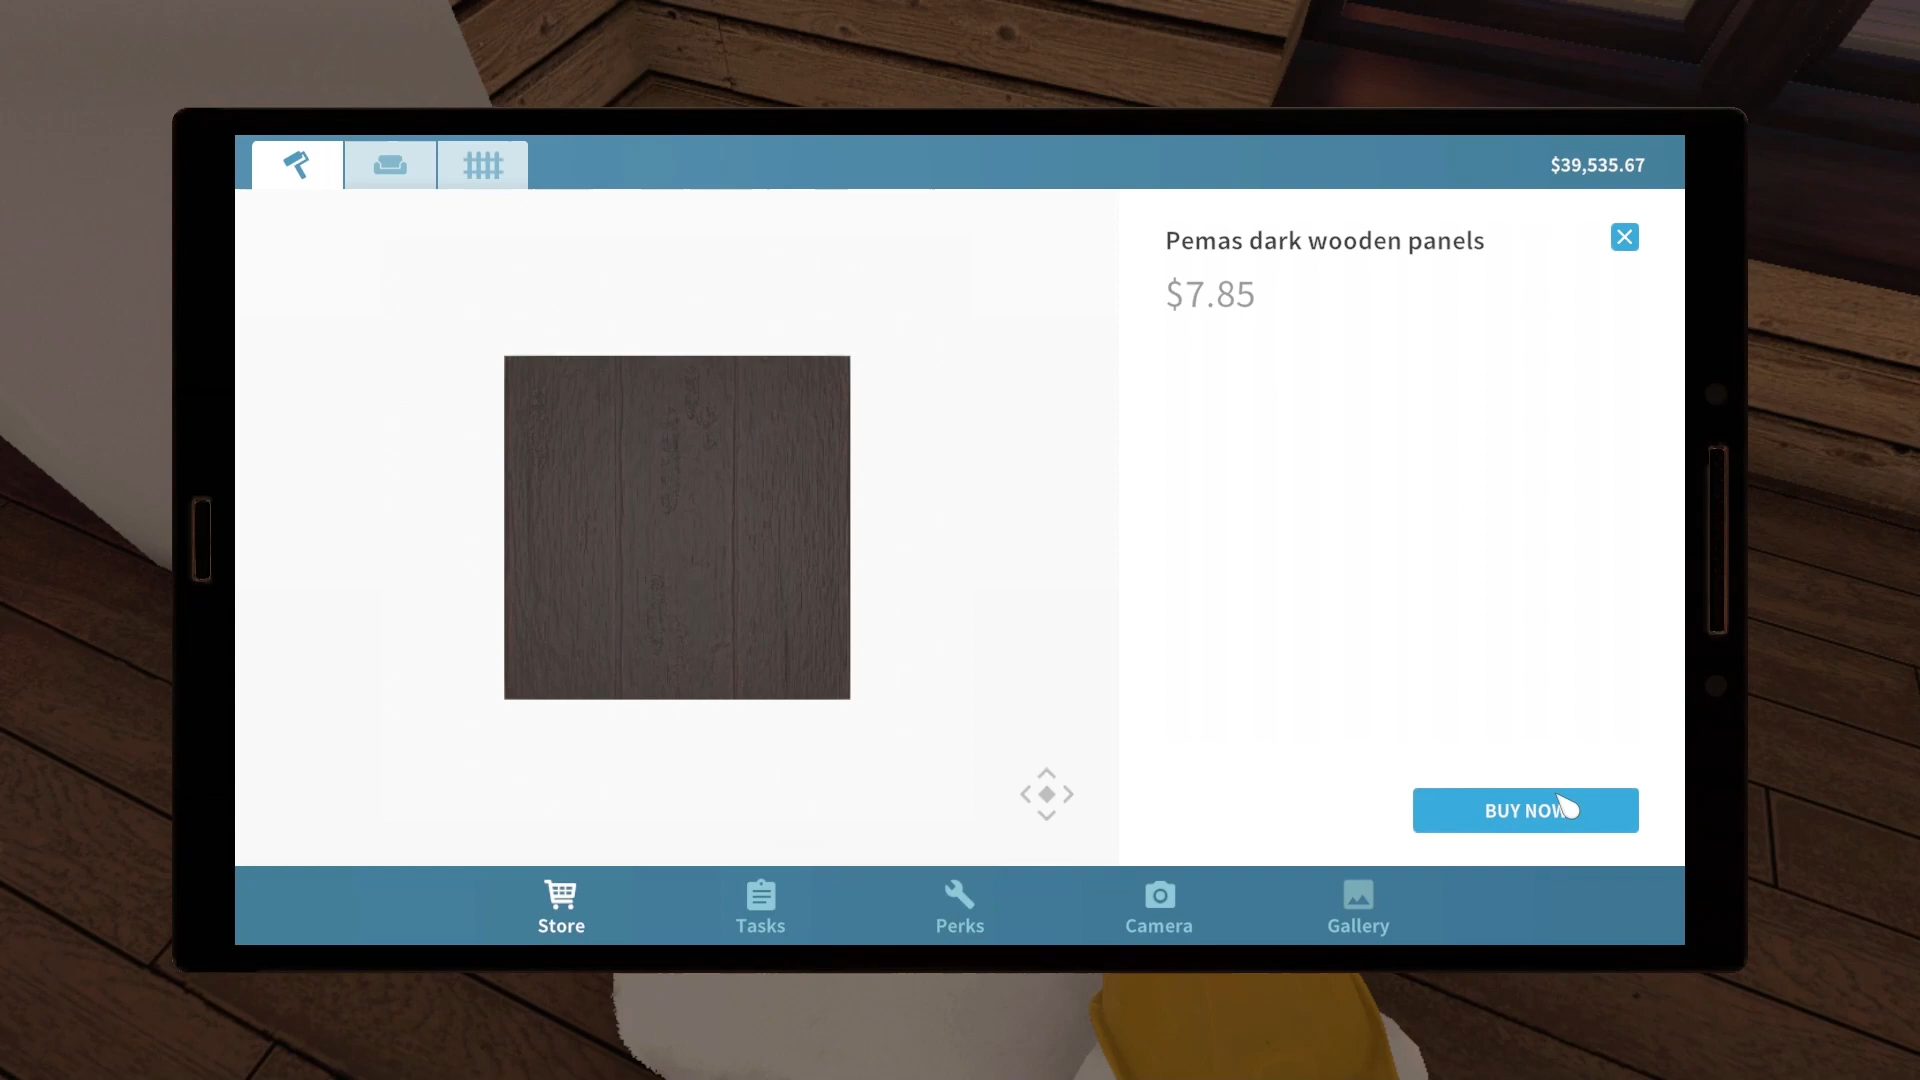 $39,535.67
Pemas dark wooden panels
$7.85
BUY NOW
Store
Tasks
Perks
Camera
Gallery